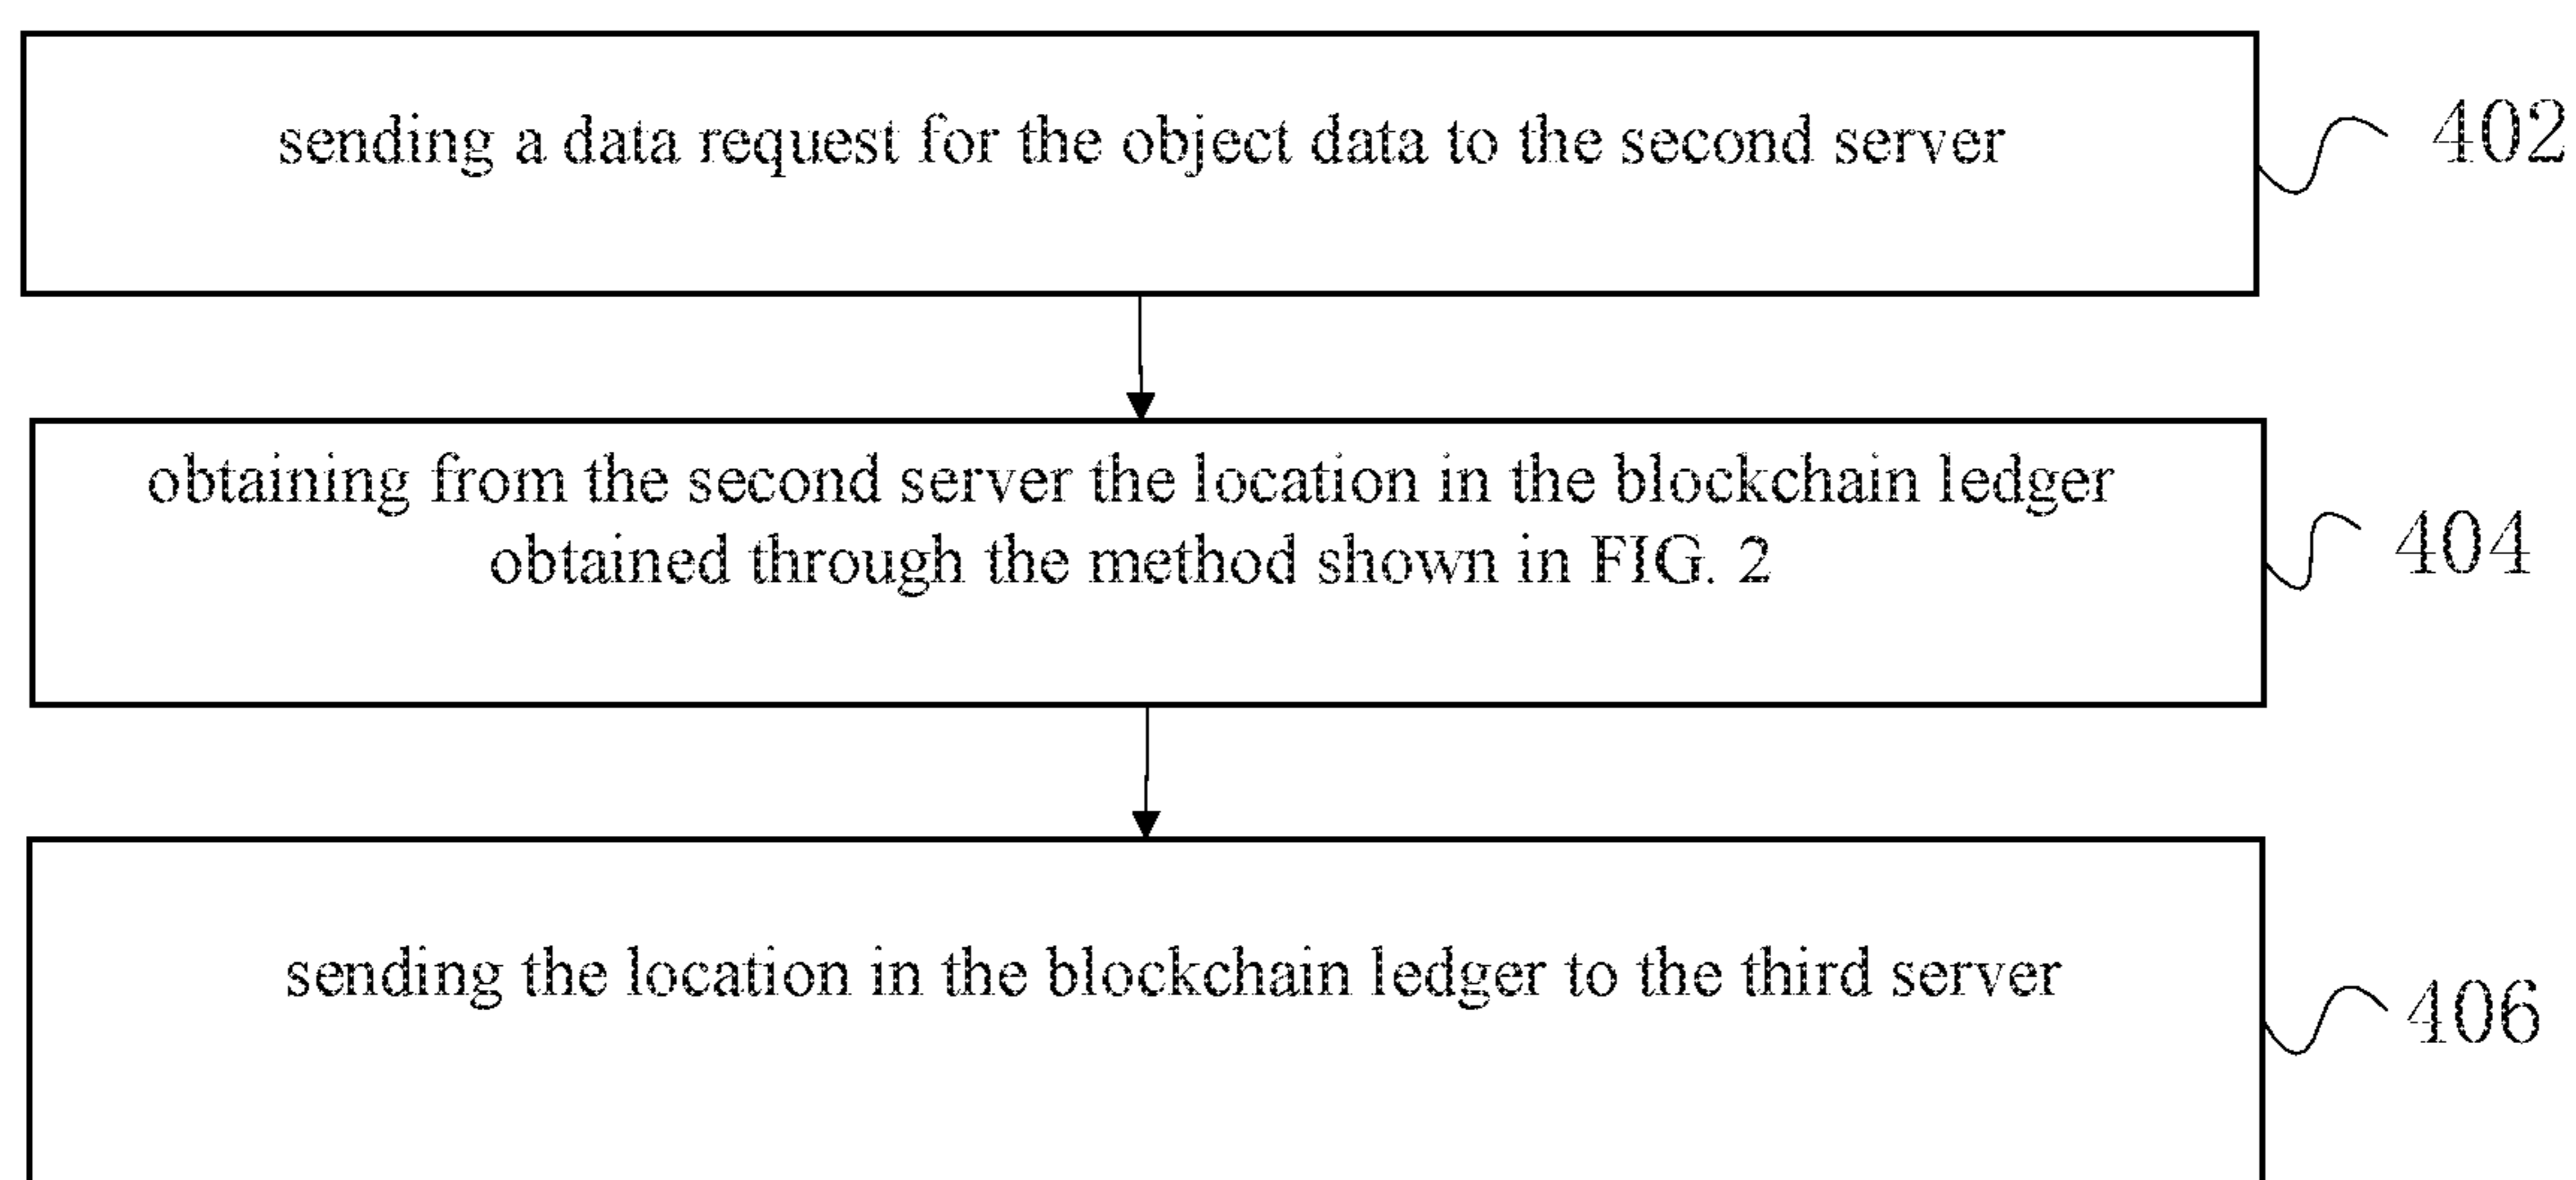 sending a data request for the object data to the second server
402
obtaining from the second server the location in the blockchain ledger
obtained through the method shown in FIG. 2
404
sending the location in the blockchain ledger to the third server
406